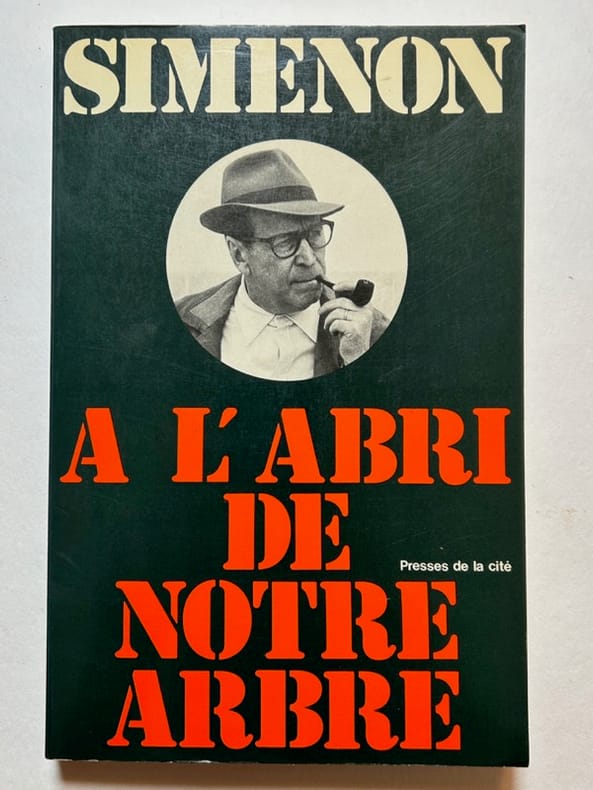 SIMENON
A L'ABRI
DE
Presses de la cité
NOTRE
ARBRE